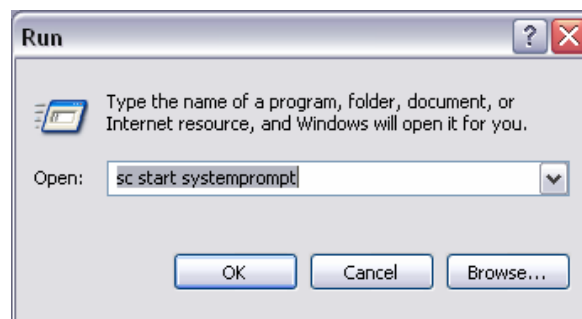 Run
Type the name of a program, folder, document, or
Internet resource, and Windows will open it for you.
Open:
sc start systemprompt
OK
Cancel
Browse...